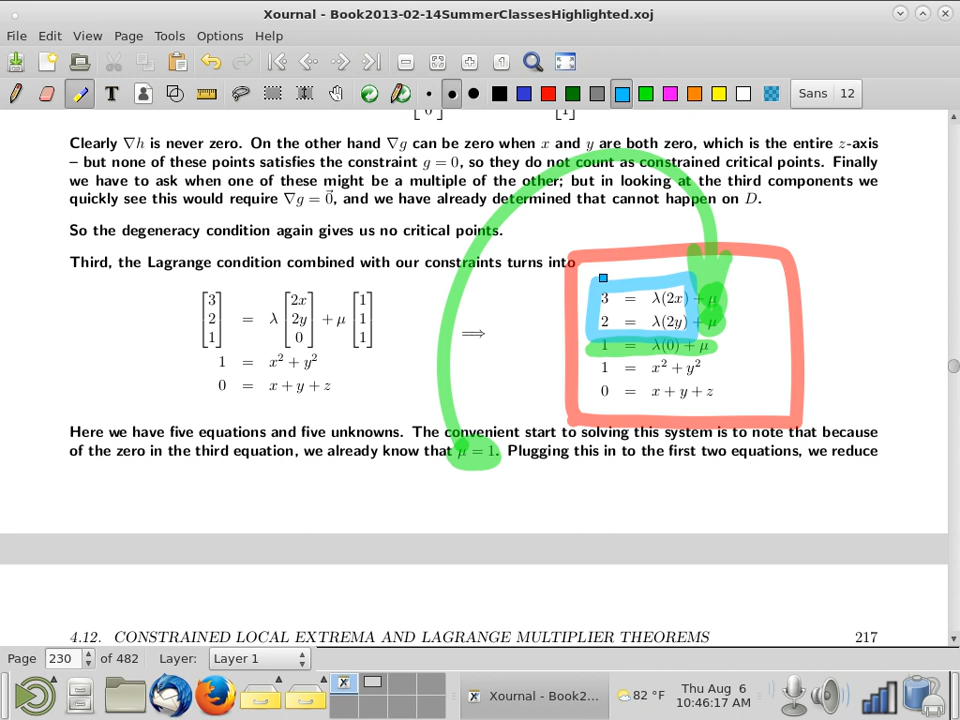 Xournal - Book2013-02-14SummerClassesHighlighted.xoj
File Edit View Page Tools Options Help
Sans 12
Clearly ∇h is never zero. On the other hand ∇g can be zero when x and y are both zero, which is the entire z-axis
– but none of these points satisfies the constraint g = 0, so they do not count as constrained critical points. Finally
we have to ask when one of these might be a multiple of the other; but in looking at the third components we
quickly see this would require ∇g = 0⃗, and we have already determined that cannot happen on D.
So the degeneracy condition again gives us no critical points.
Third, the Lagrange condition combined with our constraints turns into
[3 2 1] = λ [2x 2y 0] + μ [1 1 1]
1 = x² + y²
0 = x + y + z
⟹
3 = λ(2x) + μ
2 = λ(2y) + μ
1 = λ(0) + μ
1 = x² + y²
0 = x + y + z
Here we have five equations and five unknowns. The convenient start to solving this system is to note that because
of the zero in the third equation, we already know that μ = 1. Plugging this in to the first two equations, we reduce
4.12. CONSTRAINED LOCAL EXTREMA AND LAGRANGE MULTIPLIER THEOREMS 217
Page 230 of 482 Layer: Layer 1
Xournal - Book2... 82 °F Thu Aug 6
10:46:17 AM